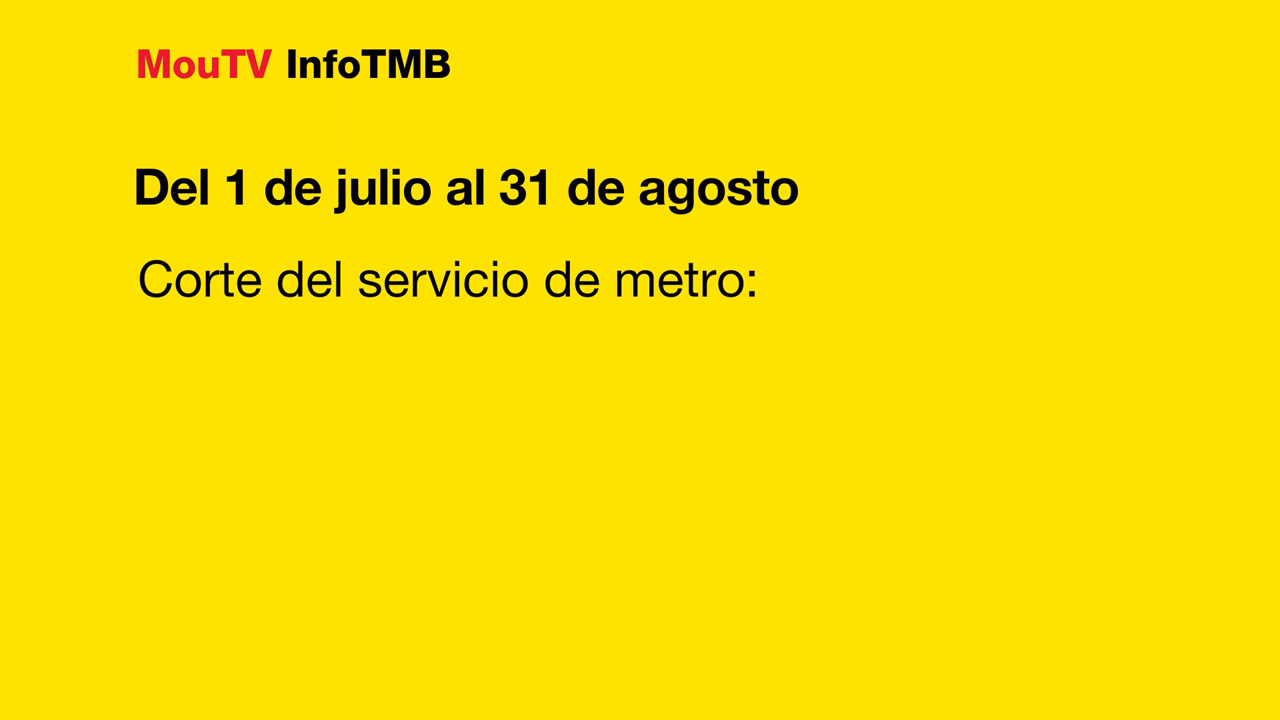 MouTV InfoTMB
Del 1 de julio al 31 de agosto
Corte del servicio de metro: